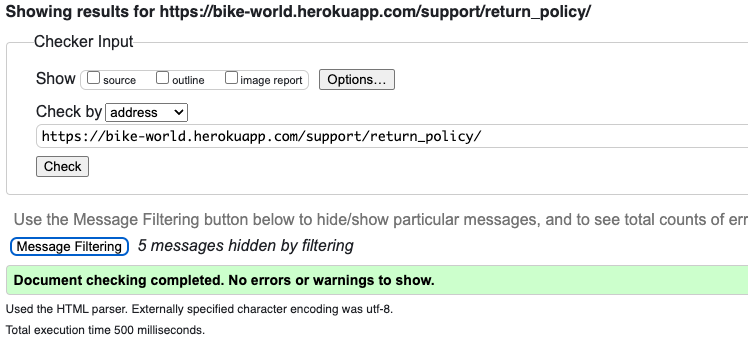 Showing results for https://bike-world.herokuapp.com/support/return_policy/
Checker Input
Show source outline image report Options...
Check by address
https://bike-world.herokuapp.com/support/return_policy/
Check
Use the Message Filtering button below to hide/show particular messages, and to see total counts of err
Message Filtering 5 messages hidden by filtering
Document checking completed. No errors or warnings to show.
Used the HTML parser. Externally specified character encoding was utf-8.
Total execution time 500 milliseconds.